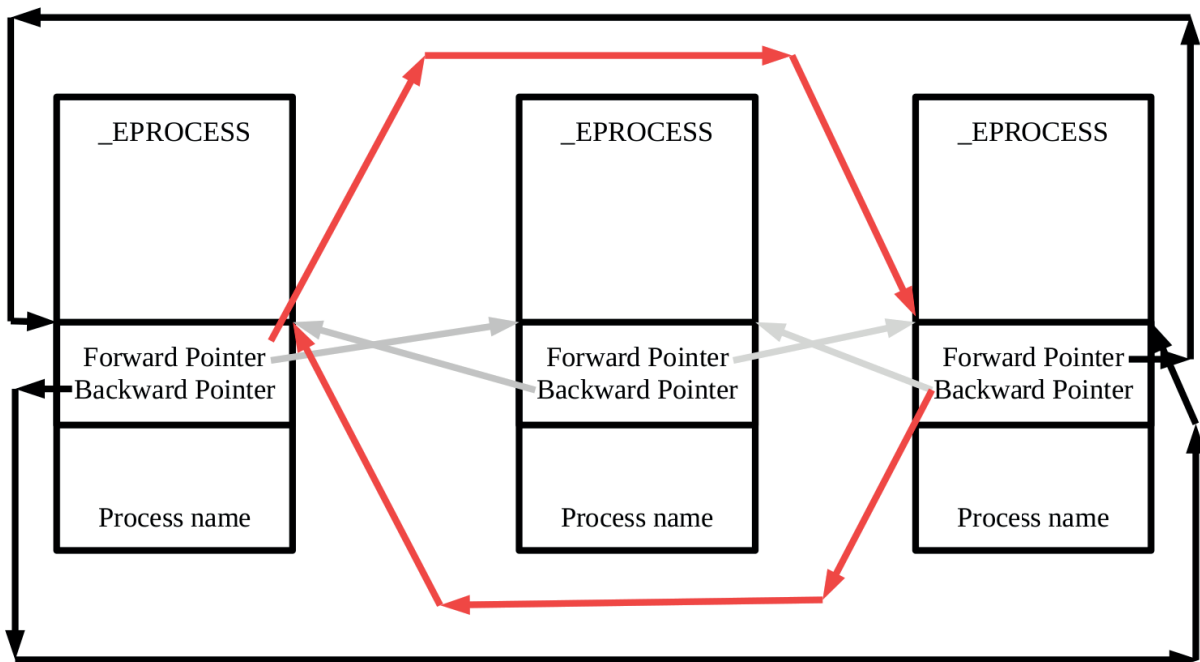 _EPROCESS
Forward Pointer
Backward Pointer
Process name
_EPROCESS
Forward Pointer
Backward Pointer
Process name
_EPROCESS
Forward Pointer
Backward Pointer
Process name